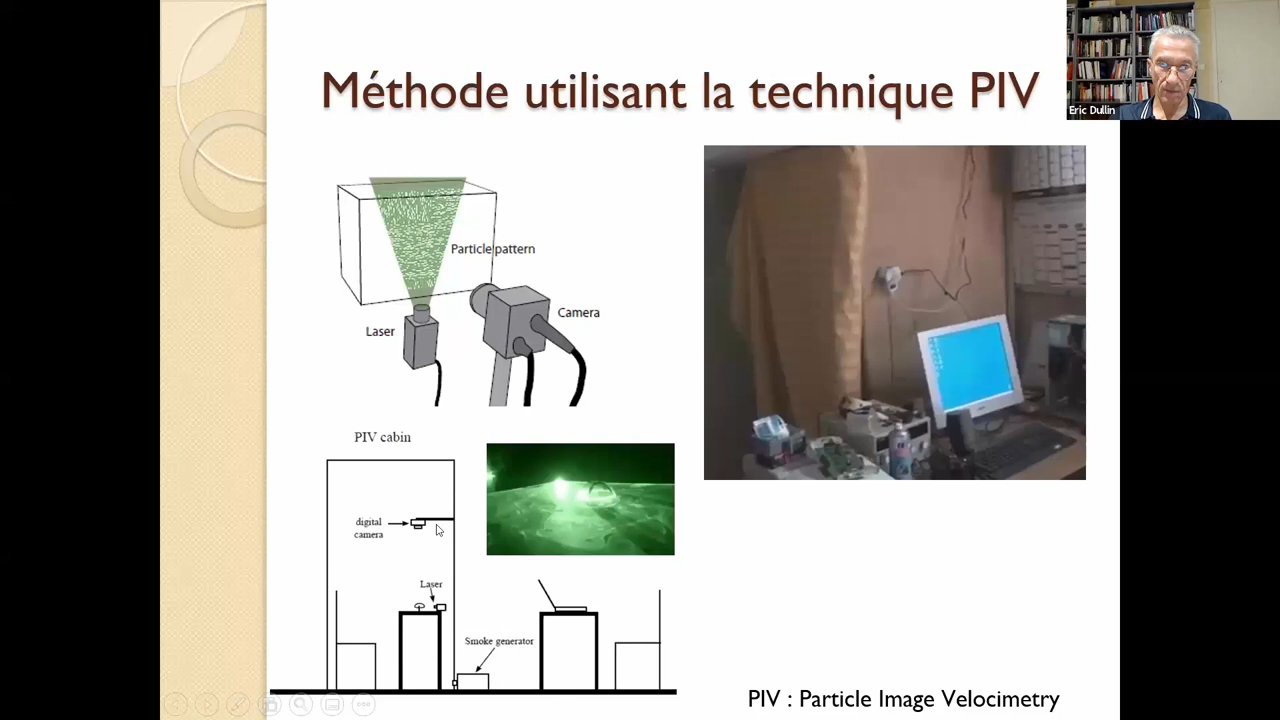 Méthode utilisant la technique PIV
Eric Dullin
Particle pattern
Camera
Laser
PIV cabin
digital
camera
Laser
Smoke generator
PIV : Particle Image Velocimetry